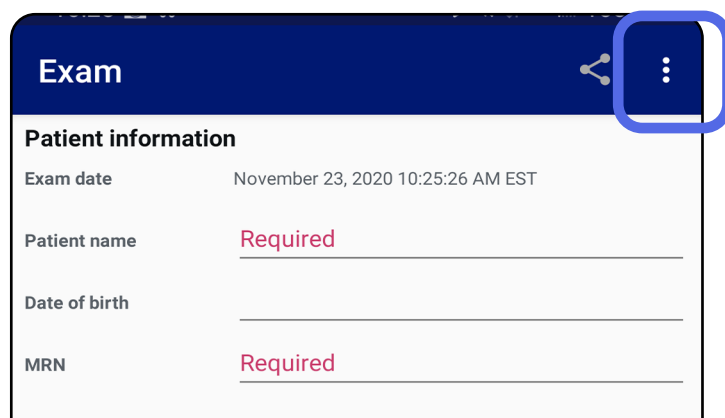 Exam
Patient information
Exam date November 23, 2020 10:25:26 AM EST
Patient name Required
Date of birth
MRN Required